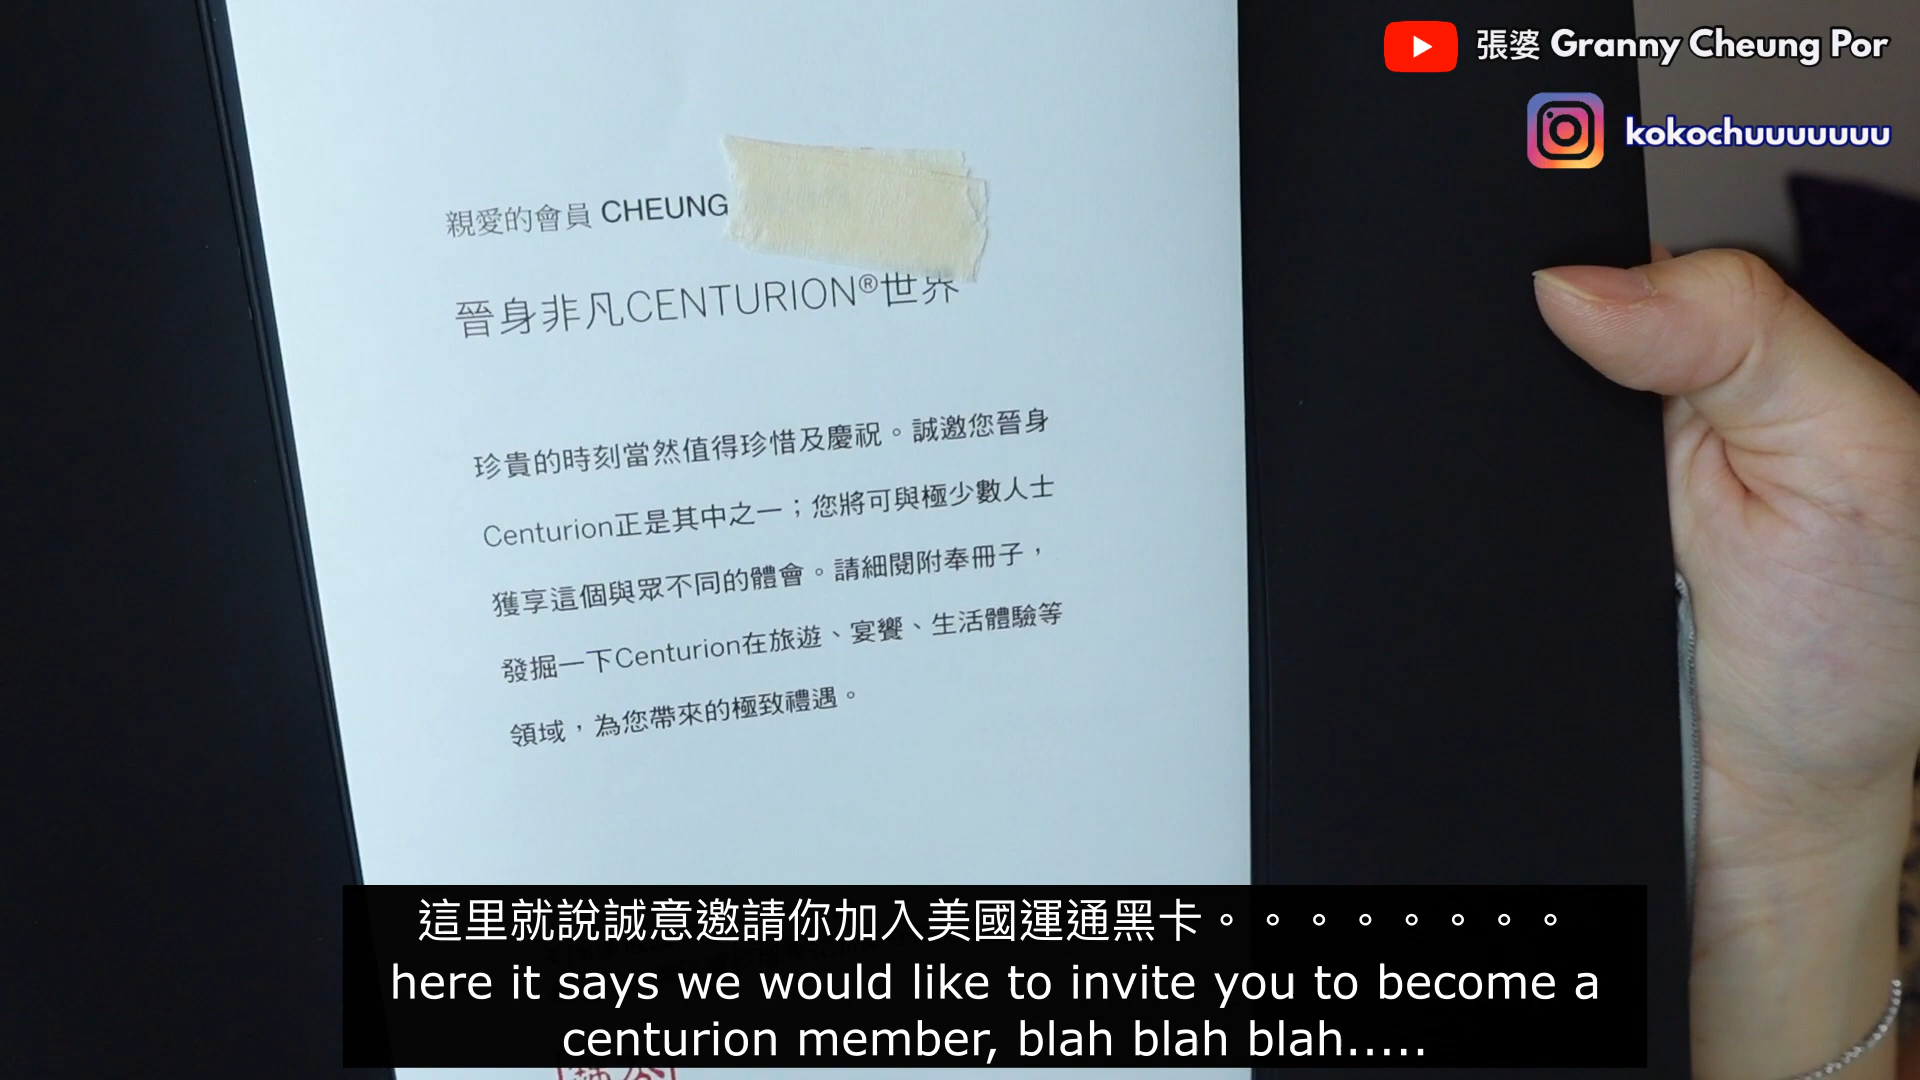 張婆 Granny Cheung Por
kokochuuuuuuu
親愛的會員 CHEUNG
晉身非凡CENTURION®世界
珍貴的時刻當然值得珍惜及慶祝。誠邀您晉身
Centurion正是其中之一；您將可與極少數人士
獲享這個與眾不同的體會。請細閱附奉冊子，
發掘一下Centurion在旅遊、宴饗、生活體驗等
領域，為您帶來的極致禮遇。
這里就說誠意邀請你加入美國運通黑卡。。。。。。。。
here it says we would like to invite you to become a
centurion member, blah blah blah.....